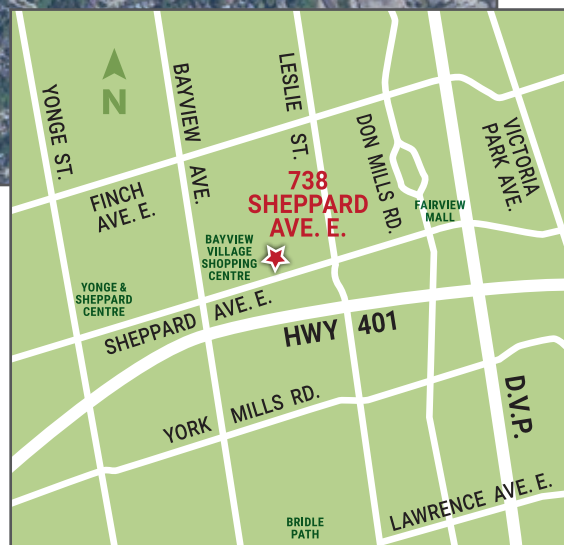 YONGE ST.
N
BAYVIEW
AVE.
LESLIE
ST.
DON MILLS RD.
VICTORIA
PARK AVE.
FINCH
AVE. E.
738
SHEPPARD
AVE. E.
FAIRVIEW
MALL
BAYVIEW
VILLAGE
SHOPPING
CENTRE
YONGE &
SHEPPARD
CENTRE
SHEPPARD AVE. E.
HWY 401
YORK MILLS RD.
D.V.P.
LAWRENCE AVE. E.
BRIDLE
PATH